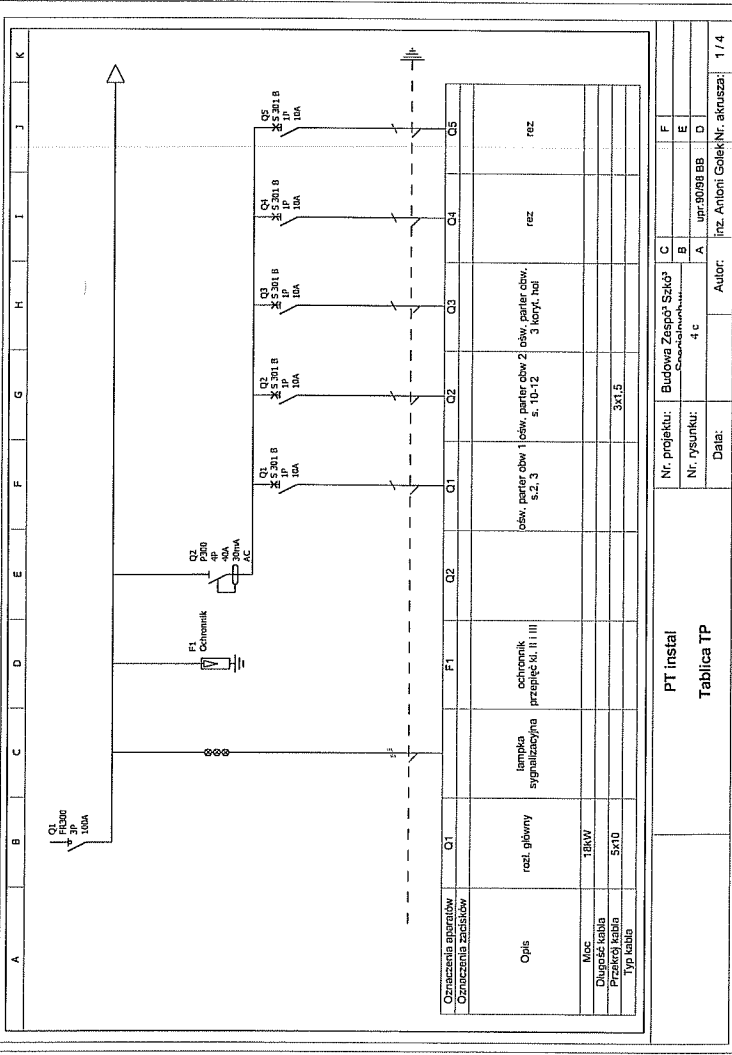 A B C D E F G H I J K
Q1
FR300
3P
100A
F1
Ochronnik
Q2
P300
4P
40A
30mA
AC
Q1
S 301 B
1P
10A
Q2
S 301 B
1P
10A
Q3
S 301 B
1P
10A
Q4
S 301 B
1P
10A
Q5
S 301 B
1P
10A
Oznaczenia aparatów Q1 F1 Q2 Q1 Q2 Q3 Q4 Q5
Oznaczenia zacisków
Opis
rozł. główny
lampka
sygnalizacyjna
ochronnik
przepięć kl. II i III
ośw. parter obw 1
s.2, 3
ośw. parter obw 2
s. 10-12
ośw. parter obw.
3 koryt. hol
rez
rez
Moc 18kW
Długość kabla
Przekrój kabla 5x10 3x1,5
Typ kabla
PT instal
Tablica TP
Nr. projektu:
Budowa Zespó³ Szkó³
Nr. rysunku:
4 c
Data:
C F
B E
A upr.90/98 BB D
Autor:
inz. Antoni Golek
Nr. akrusza:
1 / 4